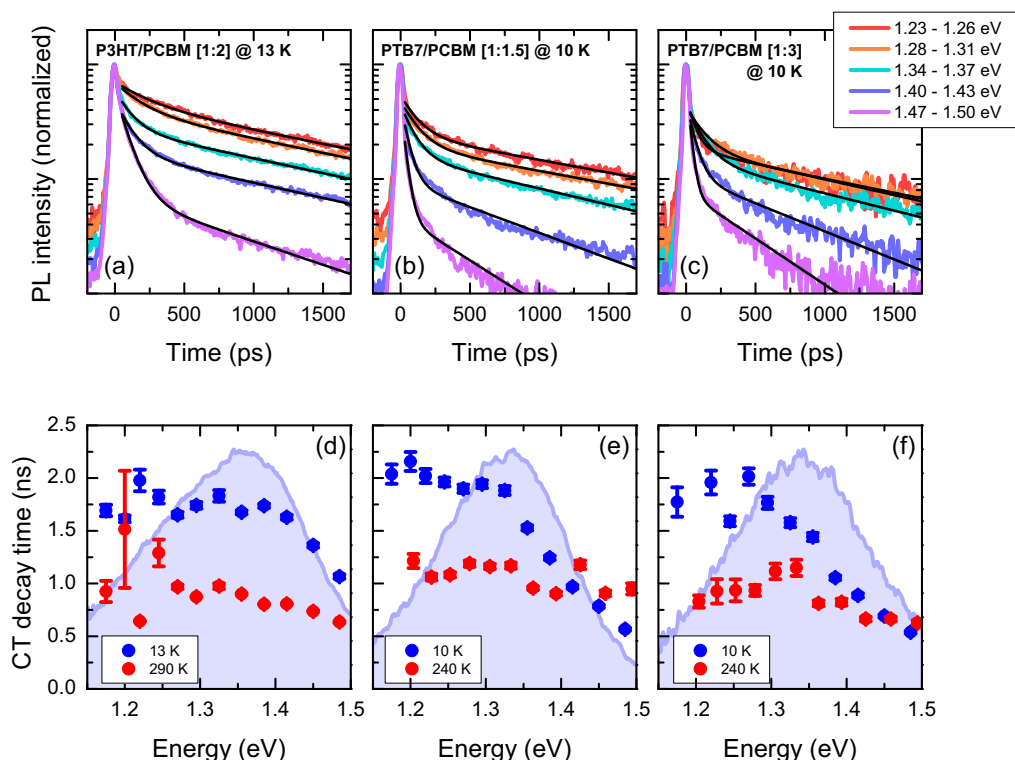 P3HT/PCBM [1:2] @ 13 K
PTB7/PCBM [1:1.5] @ 10 K
PTB7/PCBM [1:3]
@ 10 K
1.23 - 1.26 eV
1.28 - 1.31 eV
1.34 - 1.37 eV
1.40 - 1.43 eV
1.47 - 1.50 eV
PL intensity (normalized)
(a)
(b)
(c)
0 500 1000 1500
0 500 1000 1500
0 500 1000 1500
Time (ps)
Time (ps)
Time (ps)
CT decay time (ns)
2.5
2.0
1.5
1.0
0.5
0.0
(d)
(e)
(f)
13 K
290 K
10 K
240 K
10 K
240 K
1.2 1.3 1.4 1.5
1.2 1.3 1.4 1.5
1.2 1.3 1.4 1.5
Energy (eV)
Energy (eV)
Energy (eV)